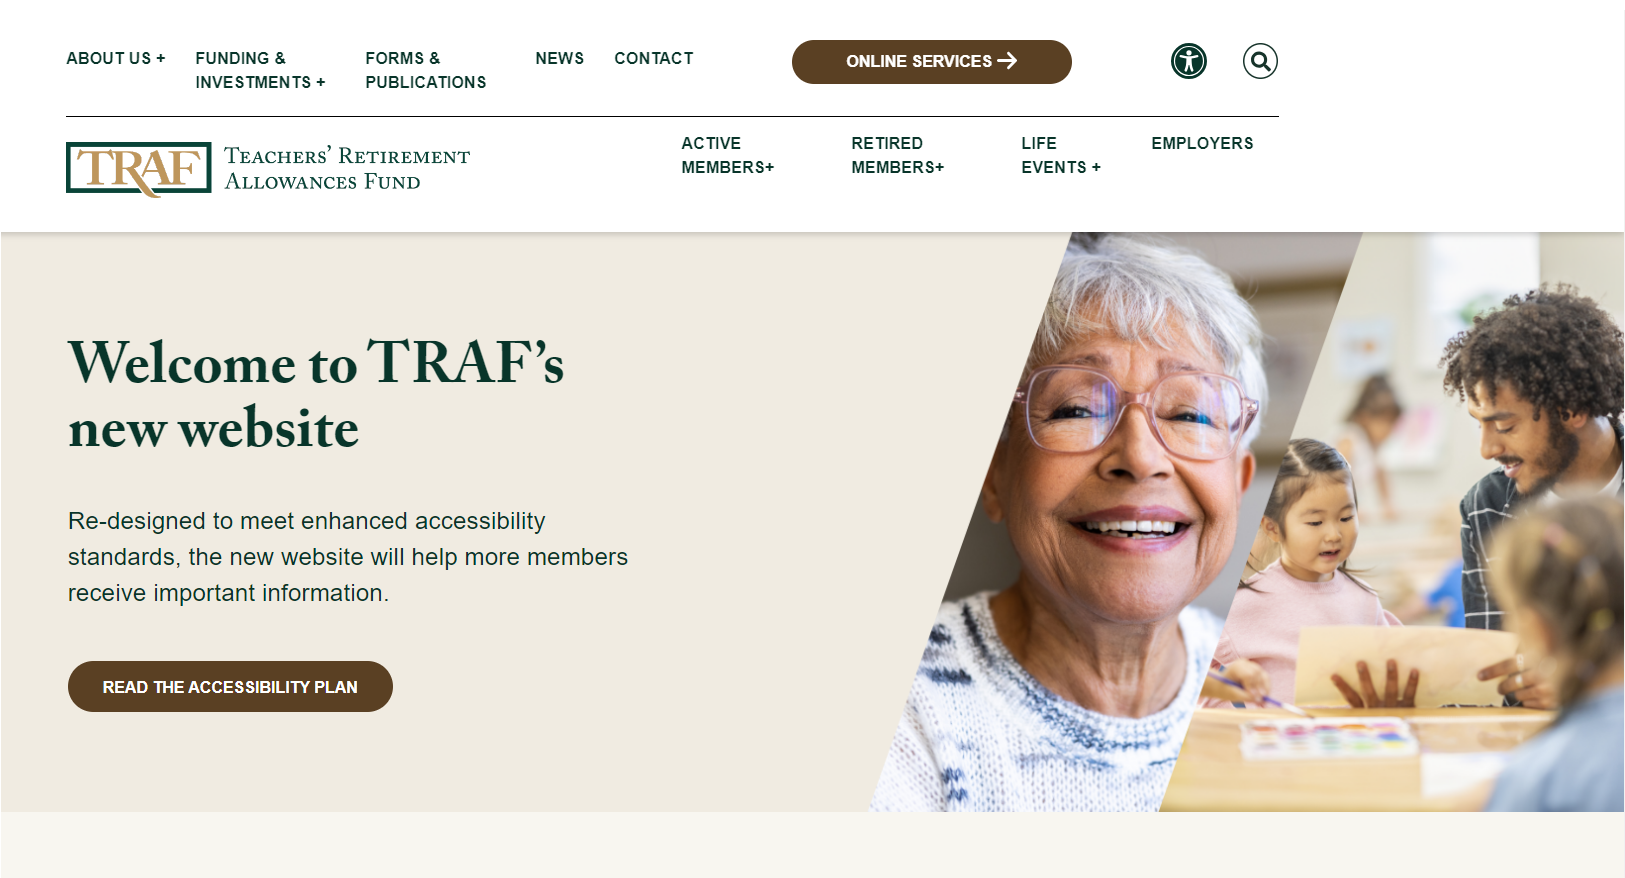 ABOUT US +
FUNDING &
INVESTMENTS +
FORMS &
PUBLICATIONS
NEWS
CONTACT
ONLINE SERVICES →
TRAF
TEACHERS' RETIREMENT
ALLOWANCES FUND
ACTIVE
MEMBERS+
RETIRED
MEMBERS+
LIFE
EVENTS +
EMPLOYERS
Welcome to TRAF's
new website
Re-designed to meet enhanced accessibility
standards, the new website will help more members
receive important information.
READ THE ACCESSIBILITY PLAN